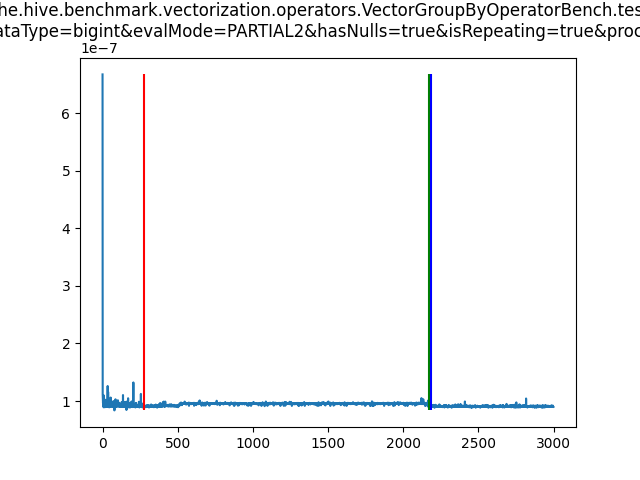 he.hive.benchmark.vectorization.operators.VectorGroupByOperatorBench.tes
ataType=bigint&evalMode=PARTIAL2&hasNulls=true&isRepeating=true&proc
1e−7
6
5
4
3
2
1
0 500 1000 1500 2000 2500 3000